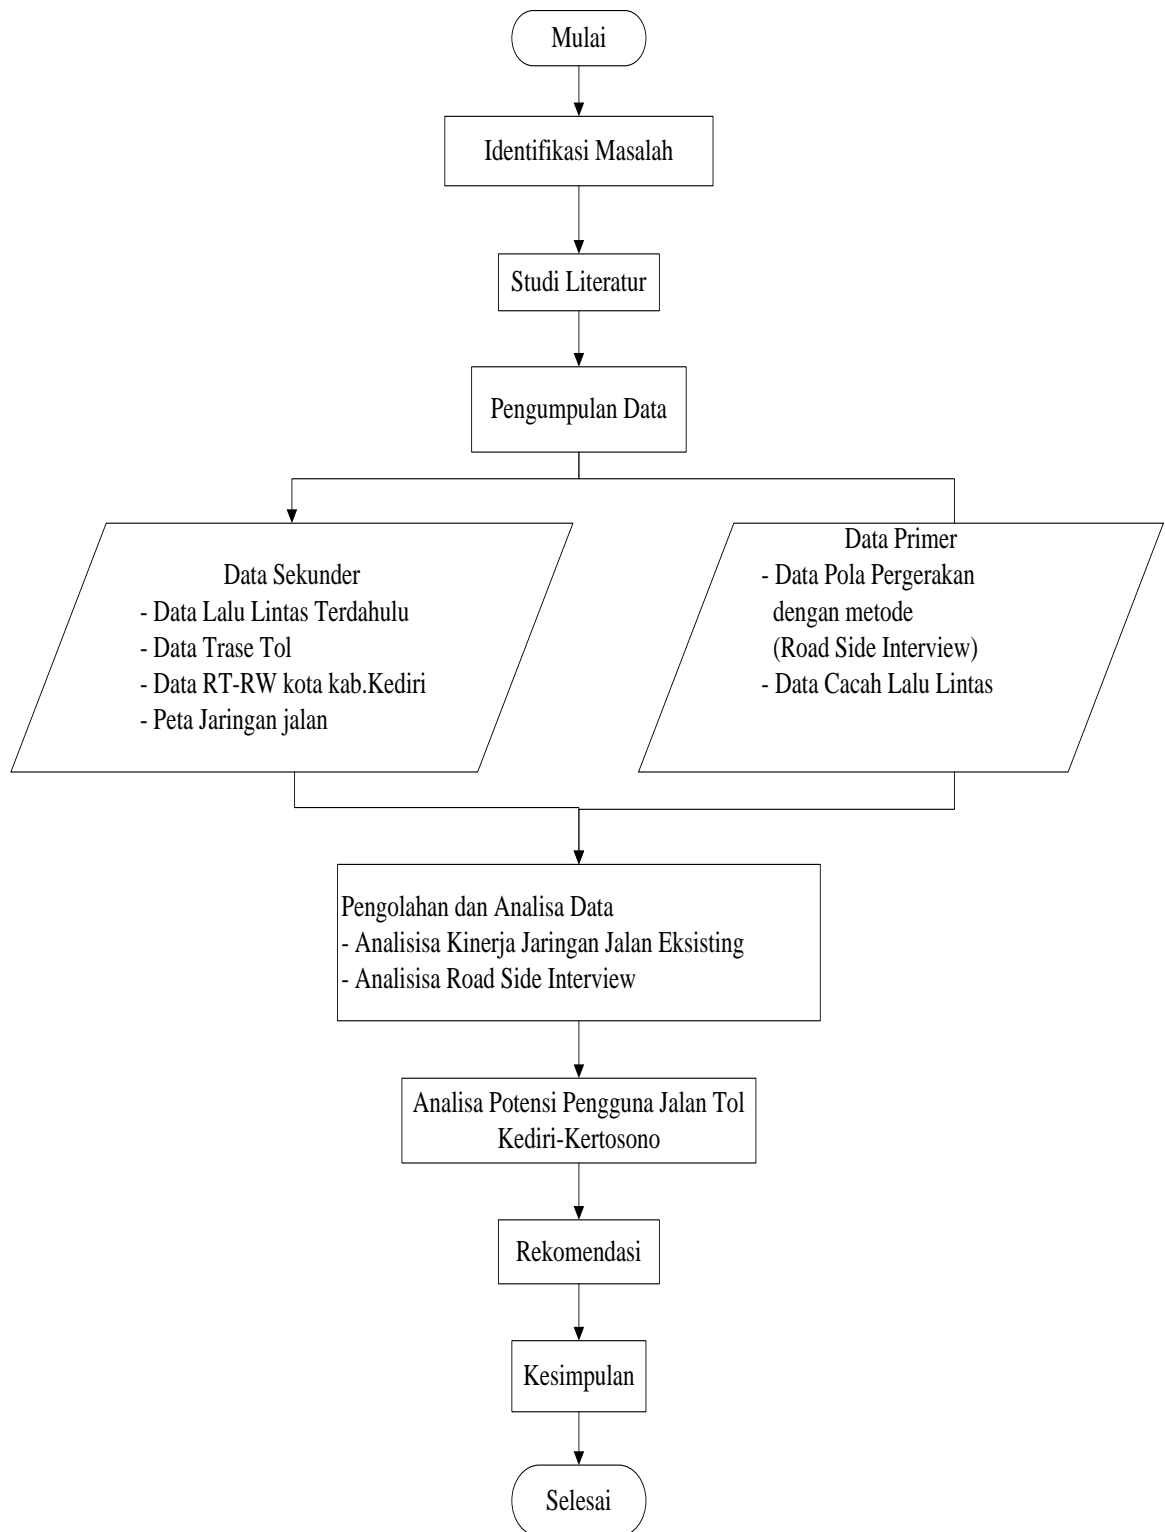 Mulai
Identifikasi Masalah
Studi Literatur
Pengumpulan Data
Data Sekunder
- Data Lalu Lintas Terdahulu
- Data Trase Tol
- Data RT-RW kota kab.Kediri
- Peta Jaringan jalan
Data Primer
- Data Pola Pergerakan
dengan metode
(Road Side Interview)
- Data Cacah Lalu Lintas
Pengolahan dan Analisa Data
- Analisisa Kinerja Jaringan Jalan Eksisting
- Analisisa Road Side Interview
Analisa Potensi Pengguna Jalan Tol
Kediri-Kertosono
Rekomendasi
Kesimpulan
Selesai